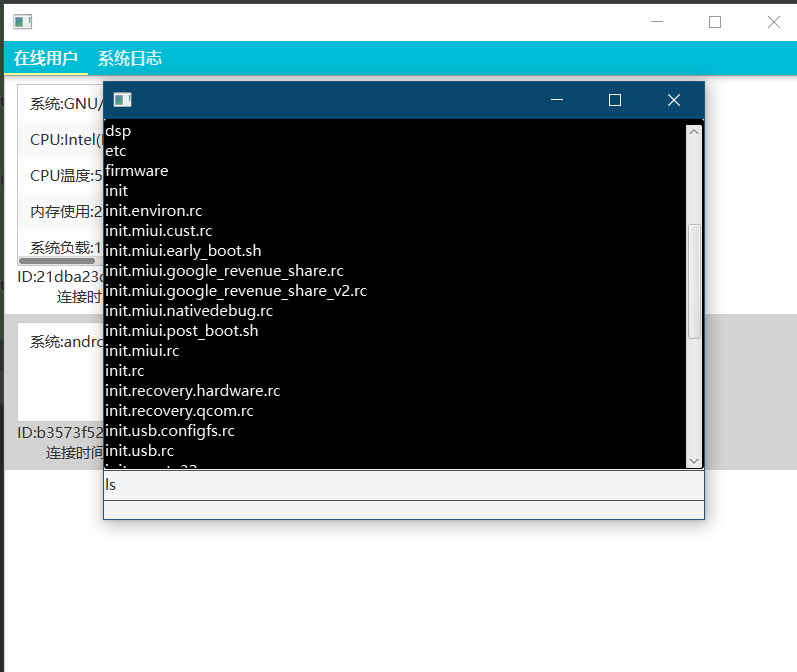 在线用户 系统日志
系统:GNU/
CPU:Intel(
CPU温度:5
内存使用:2
系统负载:1
ID:21dba23c
连接时
系统:andro
ID:b3573f52
连接时间
dsp
etc
firmware
init
init.environ.rc
init.miui.cust.rc
init.miui.early_boot.sh
init.miui.google_revenue_share.rc
init.miui.google_revenue_share_v2.rc
init.miui.nativedebug.rc
init.miui.post_boot.sh
init.miui.rc
init.rc
init.recovery.hardware.rc
init.recovery.qcom.rc
init.usb.configfs.rc
init.usb.rc
ls